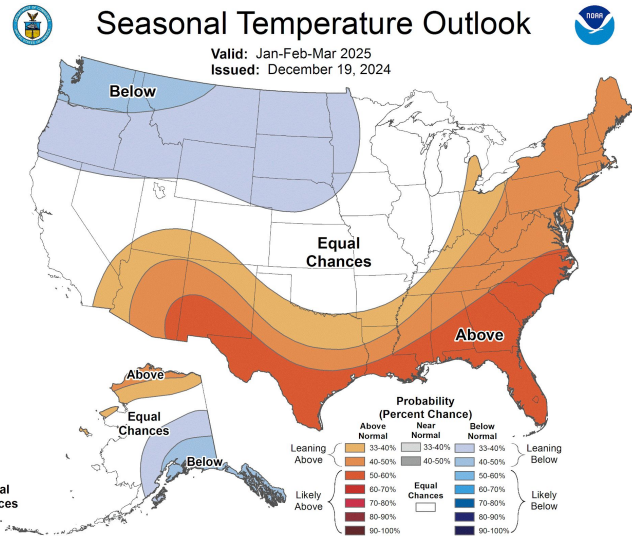 Seasonal Temperature Outlook
NOAA
Valid: Jan-Feb-Mar 2025
Issued: December 19, 2024
Below
Equal
Chances
Above
Above
Equal
Chances
Below
al
ces
Probability
(Percent Chance)
Above
Normal
Near
Normal
Below
Normal
Leaning
Above
33-40% 33-40% 33-40%
40-50% 40-50% 40-50%
Leaning
Below
Likely
Above
50-60% 50-60%
60-70% 60-70%
70-80% 70-80%
80-90% 80-90%
90-100% 90-100%
Equal
Chances
Likely
Below